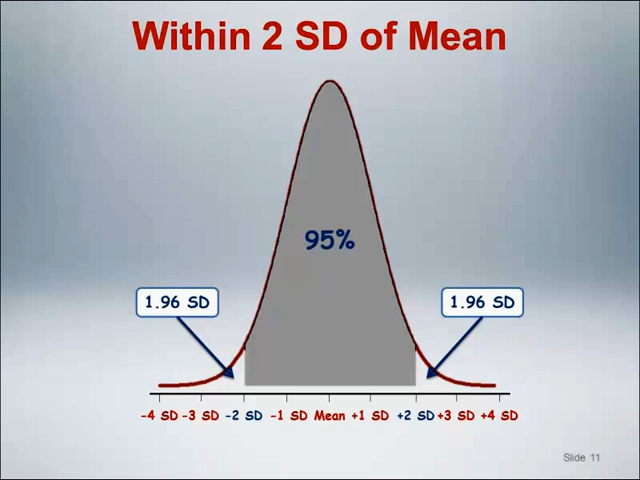 Within 2 SD of Mean
95%
1.96 SD
1.96 SD
-4 SD -3 SD -2 SD -1 SD Mean +1 SD +2 SD +3 SD +4 SD
Slide 11